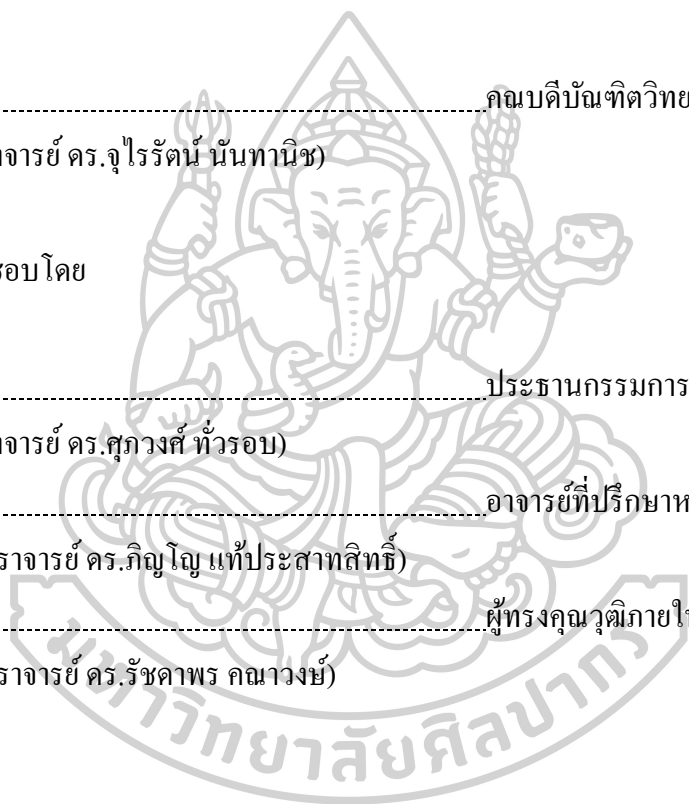 คณบดีบัณฑิตวิทย
าจารย์ ดร.จุไรรัตน์ นันทานิช)
ชอบโดย
ประธานกรรมการ
าจารย์ ดร.ศุภวงศ์ ทั่วรอบ)
อาจารย์ที่ปรึกษาห
ราจารย์ ดร.ภิญโญ แท้ประสาทสิทธิ์)
ผู้ทรงคุณวุฒิภายใ
ราจารย์ ดร.รัชดาพร คณาวงษ์)
มหาวิทยาลัยศิลปากร